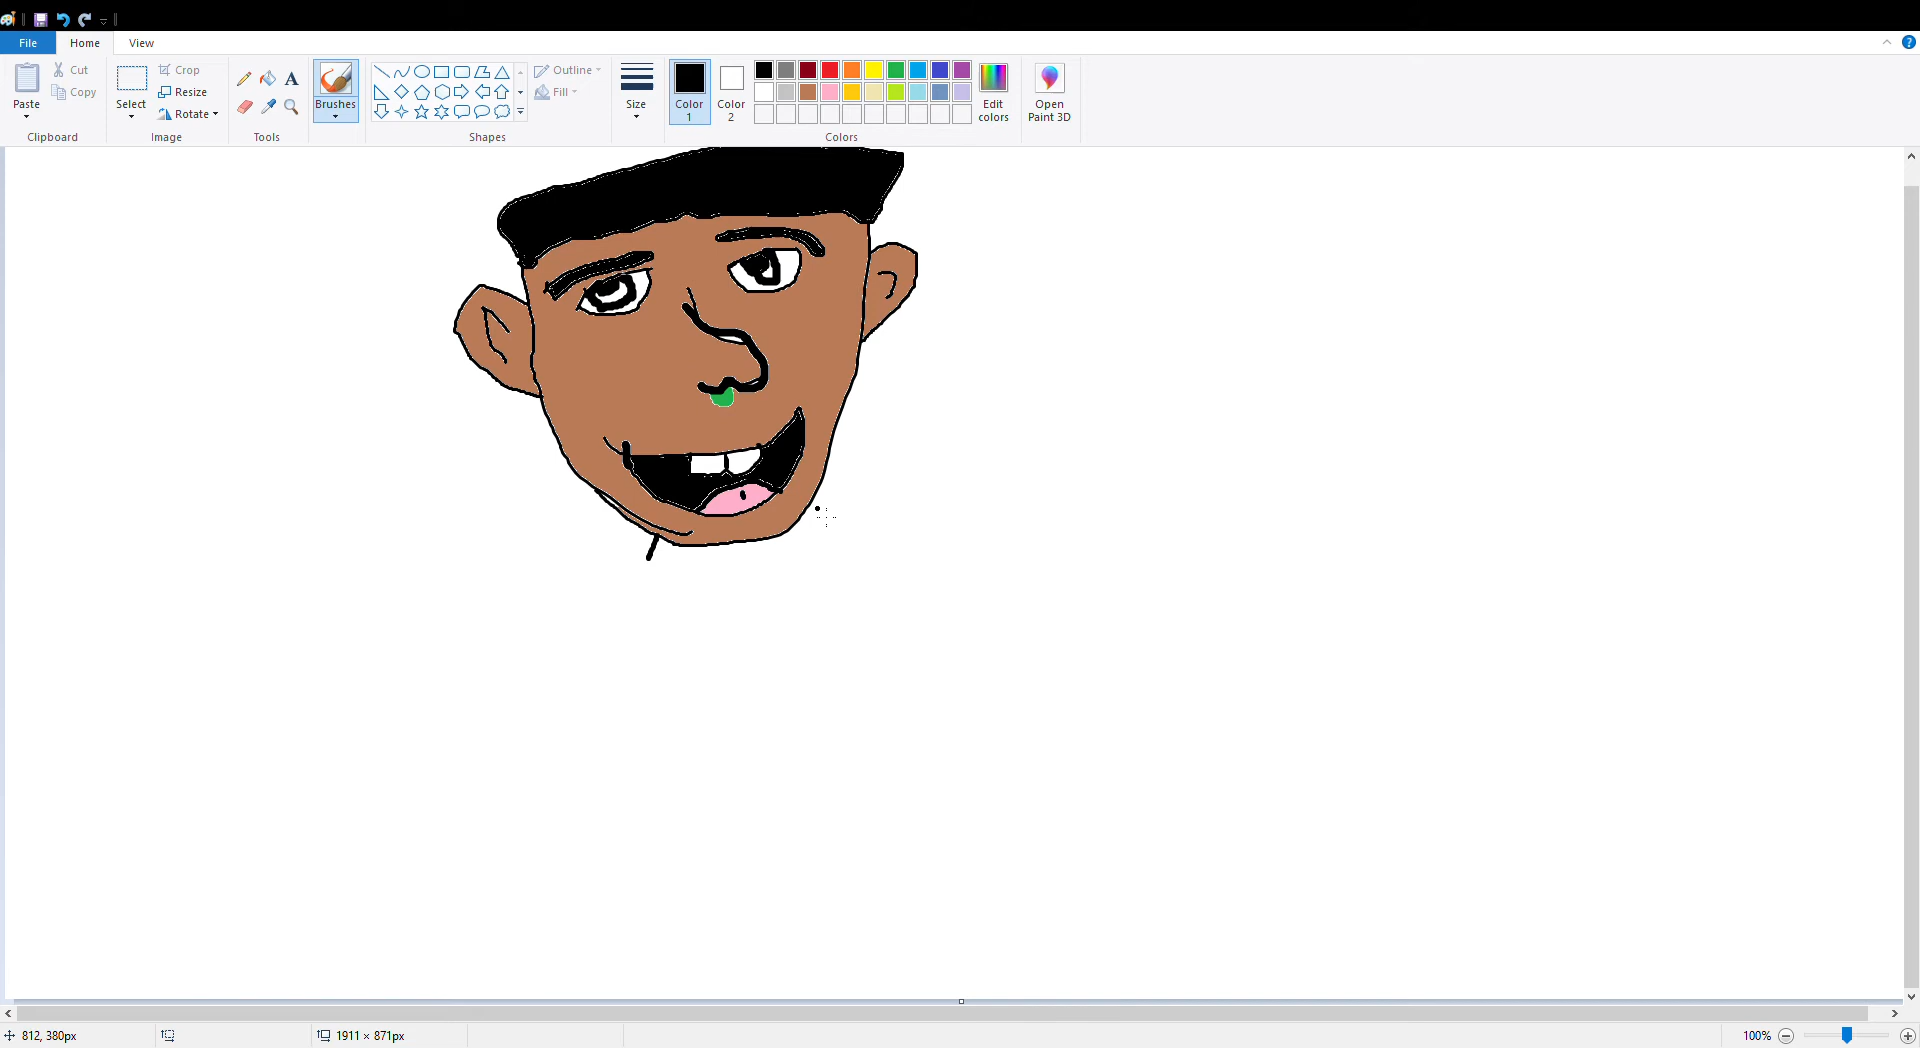 File Home View
Paste
Cut
Copy
Clipboard
Select
Crop
Resize
Rotate
Image
A
Tools
Brushes
Outline
Fill
Shapes
Size
Color
1
Color
2
Edit
colors
Colors
Open
Paint 3D
?
812, 380px
1911 × 871px
100%